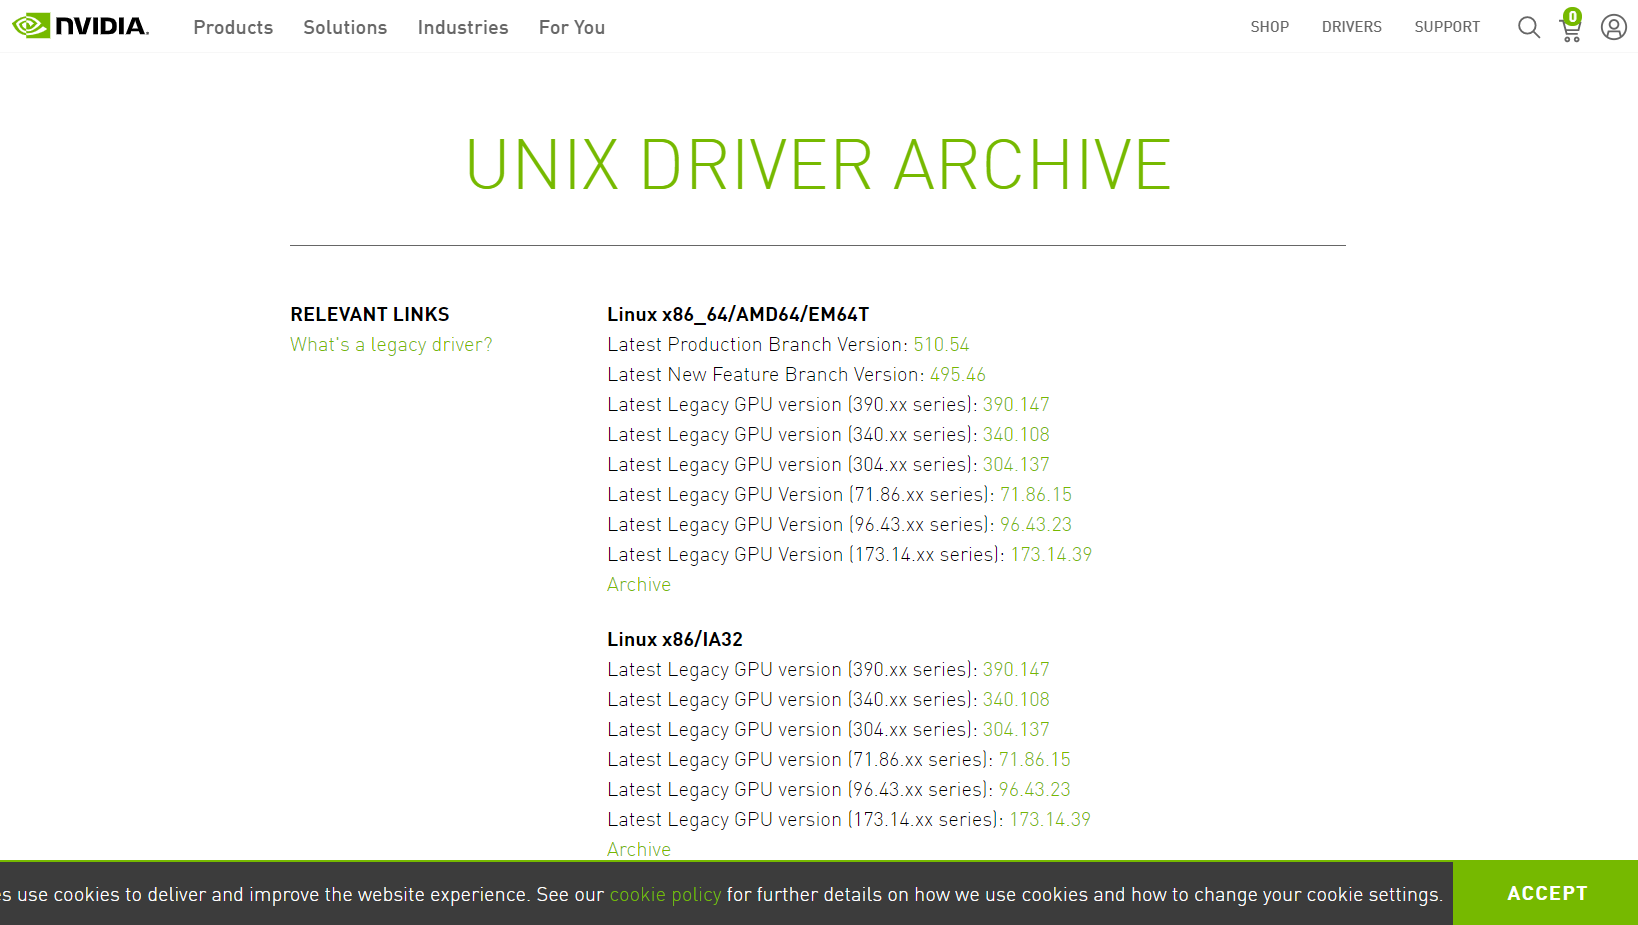 NVIDIA.
Products Solutions Industries For You
SHOP DRIVERS SUPPORT
0
UNIX DRIVER ARCHIVE
RELEVANT LINKS
What's a legacy driver?
Linux x86_64/AMD64/EM64T
Latest Production Branch Version: 510.54
Latest New Feature Branch Version: 495.46
Latest Legacy GPU version (390.xx series): 390.147
Latest Legacy GPU version (340.xx series): 340.108
Latest Legacy GPU version (304.xx series): 304.137
Latest Legacy GPU Version (71.86.xx series): 71.86.15
Latest Legacy GPU Version (96.43.xx series): 96.43.23
Latest Legacy GPU Version (173.14.xx series): 173.14.39
Archive
Linux x86/IA32
Latest Legacy GPU version (390.xx series): 390.147
Latest Legacy GPU version (340.xx series): 340.108
Latest Legacy GPU version (304.xx series): 304.137
Latest Legacy GPU version (71.86.xx series): 71.86.15
Latest Legacy GPU version (96.43.xx series): 96.43.23
Latest Legacy GPU version (173.14.xx series): 173.14.39
Archive
use cookies to deliver and improve the website experience. See our cookie policy for further details on how we use cookies and how to change your cookie settings.
ACCEPT